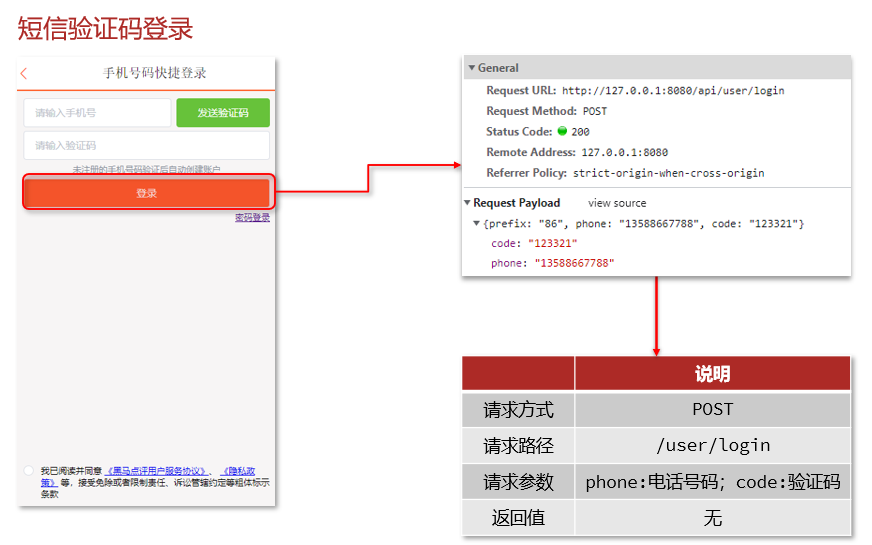 短信验证码登录
手机号码快捷登录
请输入手机号
发送验证码
请输入验证码
未注册的手机号码验证后自动创建账户
登录
密码登录
我已阅读并同意 《黑马点评用户服务协议》、 《隐私政
策》 等，接受免除或者限制责任、诉讼管辖约定等粗体标示
条款
General
Request URL: http://127.0.0.1:8080/api/user/login
Request Method: POST
Status Code: 200
Remote Address: 127.0.0.1:8080
Referrer Policy: strict-origin-when-cross-origin
Request Payload view source
{prefix: "86", phone: "13588667788", code: "123321"}
code: "123321"
phone: "13588667788"
说明
请求方式 POST
请求路径 /user/login
请求参数 phone:电话号码；code:验证码
返回值 无